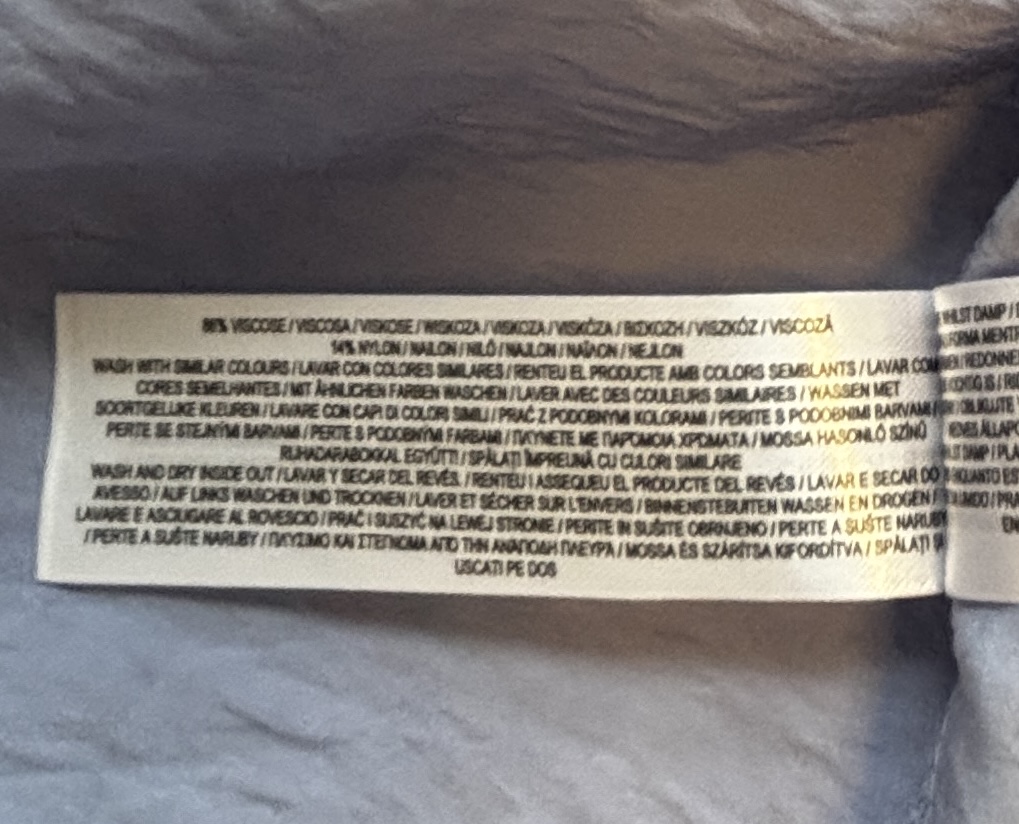 86% VISCOSE / VISCOSA / VISKOSE / WISKOZA / VISKOZA / VISKÓZA / ΒΙΣΚΟΖΗ / VISZKÓZ / VISCOZĂ
14% NYLON / NAILON / NILÓ / NAJLON / ΝΑΪΛΟΝ / NEJLON
WASH WITH SIMILAR COLOURS / LAVAR CON COLORES SIMILARES / RENTEU EL PRODUCTE AMB COLORS SEMBLANTS / LAVAR COM
CORES SEMELHANTES / MIT ÄHNLICHEN FARBEN WASCHEN / LAVER AVEC DES COULEURS SIMILAIRES / WASSEN MET
SOORTGELIJKE KLEUREN / LAVARE CON CAPI DI COLORI SIMILI / PRAĆ Z PODOBNYMI KOLORAMI / PERITE S PODOBNIMI BARVAMI /
PERTE SE STEJNÝMI BARVAMI / PERTE S PODOBNÝMI FARBAMI / ΠΛΥΝΕΤΕ ΜΕ ΠΑΡΟΜΟΙΑ ΧΡΩΜΑΤΑ / MOSSA HASONLÓ SZÍNŰ
RUHADARABOKKAL EGYÜTT! / SPĂLAȚI ÎMPREUNĂ CU CULORI SIMILARE
WASH AND DRY INSIDE OUT / LAVAR Y SECAR DEL REVÉS. / RENTEU I ASSEQUEU EL PRODUCTE DEL REVÉS / LAVAR E SECAR DO
AVESSO / AUF LINKS WASCHEN UND TROCKNEN / LAVER ET SÉCHER SUR L'ENVERS / BINNENSTEBUITEN WASSEN EN DROGEN /
LAVARE E ASCIUGARE AL ROVESCIO / PRAĆ I SUSZYĆ NA LEWEJ STRONIE / PERITE IN SUŠITE OBRNJENO / PERTE A SUŠTE NARUBY
/ PERTE A SUŠTE NARUBY / ΠΛΥΣΙΜΟ ΚΑΙ ΣΤΕΓΝΩΜΑ ΑΠΟ ΤΗΝ ΑΝΑΠΟΔΗ ΠΛΕΥΡΑ / MOSSA ÉS SZÁRÍTSA KIFORDÍTVA / SPĂLAȚI
USCATI PE DOS
DAMP /